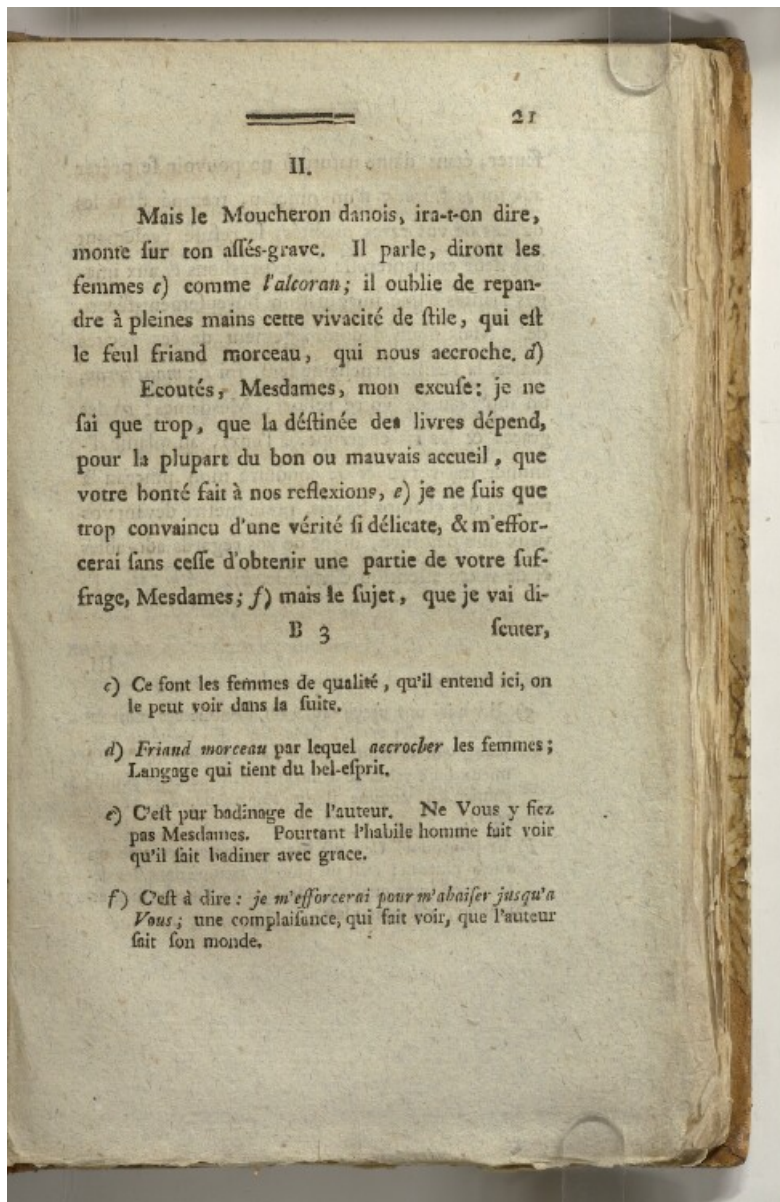 21
II.
Mais le Moucheron danois, ira-t-on dire,
monte ſur ton aſſés-grave. Il parle, diront les
femmes c) comme l'alcoran; il oublie de repan-
dre à pleines mains cette vivacité de ſtile, qui eſt
le ſeul friand morceau, qui nous accroche. d)
Ecoutés, Mesdames, mon excuſe: je ne
ſai que trop, que la déſtinée des livres dépend,
pour la plupart du bon ou mauvais accueil, que
votre bonté fait à nos reflexions, e) je ne ſuis que
trop convaincu d'une vérité ſi délicate, & m'effor-
cerai ſans ceſſe d'obtenir une partie de votre ſuf-
frage, Mesdames; f) mais le ſujet, que je vai di-
B 3 ſcuter,
c) Ce ſont les femmes de qualité, qu'il entend ici, on
le peut voir dans la ſuite.
d) Friand morceau par lequel accrocher les femmes;
Langage qui tient du bel-eſprit.
e) C'eſt pur badinage de l'auteur. Ne Vous y fiez
pas Mesdames. Pourtant l'habile homme fait voir
qu'il ſait badiner avec grace.
f) C'eſt à dire: je m'efforcerai pour m'abaiſer jusqu'a
Vous; une complaiſance, qui fait voir, que l'auteur
ſait ſon monde.